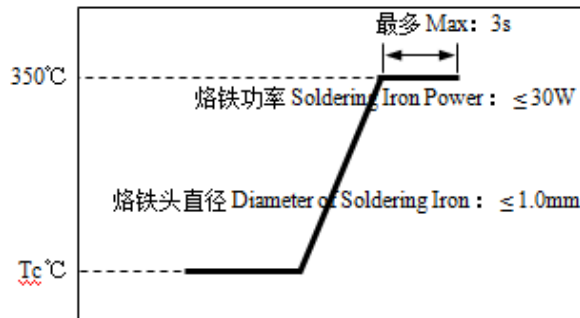 最多 Max：3s
350℃
烙铁功率 Soldering Iron Power：≤30W
烙铁头直径 Diameter of Soldering Iron：≤1.0mm
Tc℃